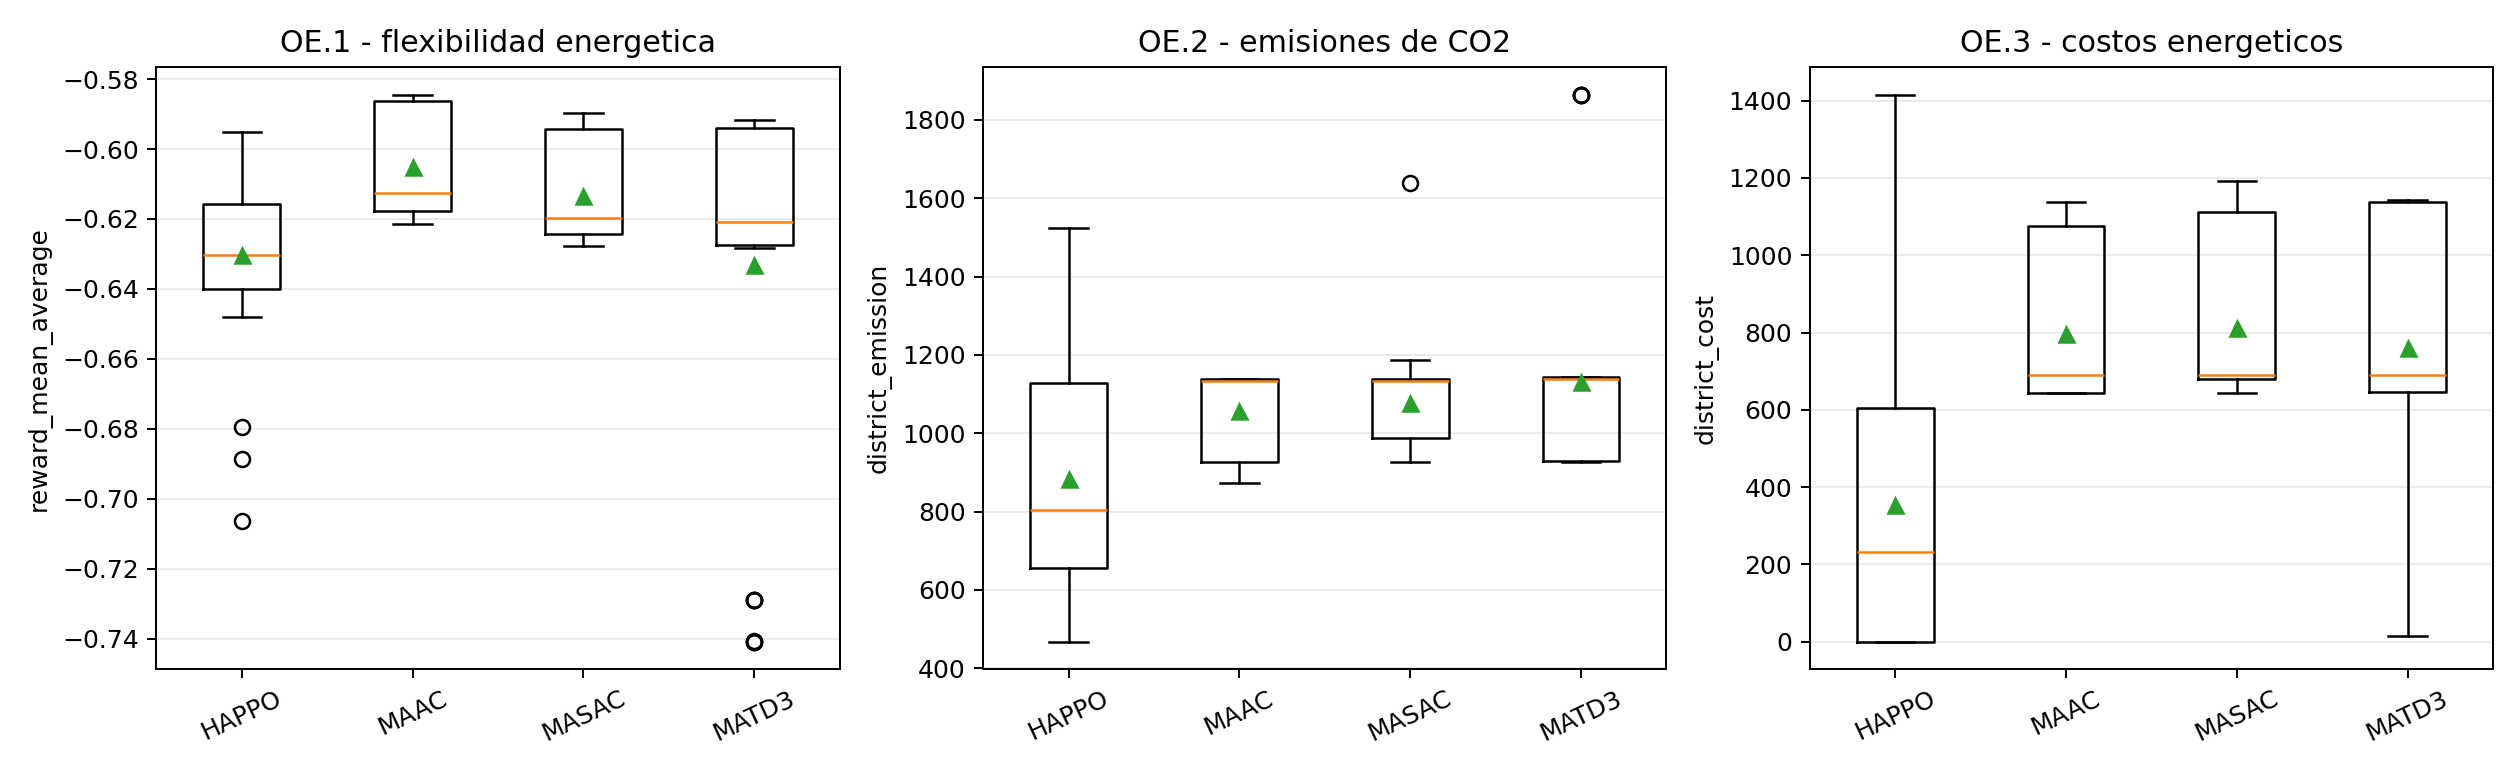 OE.1 - flexibilidad energetica
reward_mean_average
−0.58
−0.60
−0.62
−0.64
−0.66
−0.68
−0.70
−0.72
−0.74
HAPPO
MAAC
MASAC
MATD3
OE.2 - emisiones de CO2
district_emission
1800
1600
1400
1200
1000
800
600
400
HAPPO
MAAC
MASAC
MATD3
OE.3 - costos energeticos
district_cost
1400
1200
1000
800
600
400
200
0
HAPPO
MAAC
MASAC
MATD3